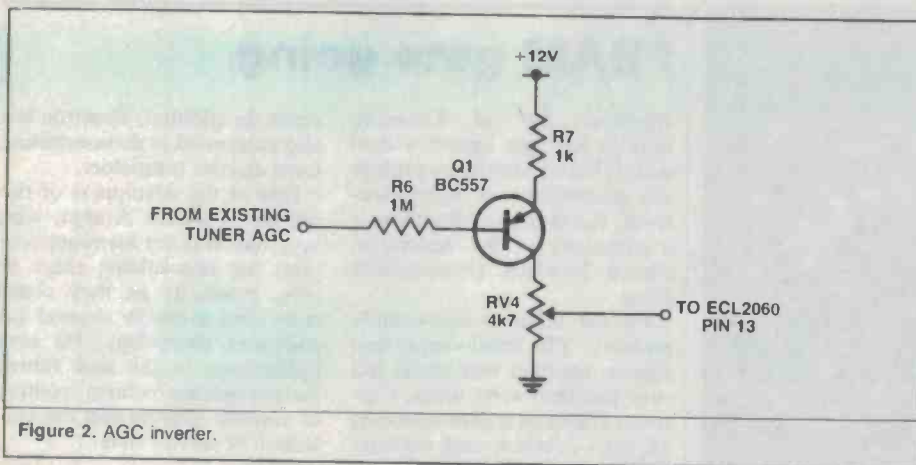 +12V
R7
1k
Q1
BC557
R6
1M
FROM EXISTING
TUNER AGC
RV4
4k7
TO ECL2060
PIN 13
Figure 2. AGC inverter.